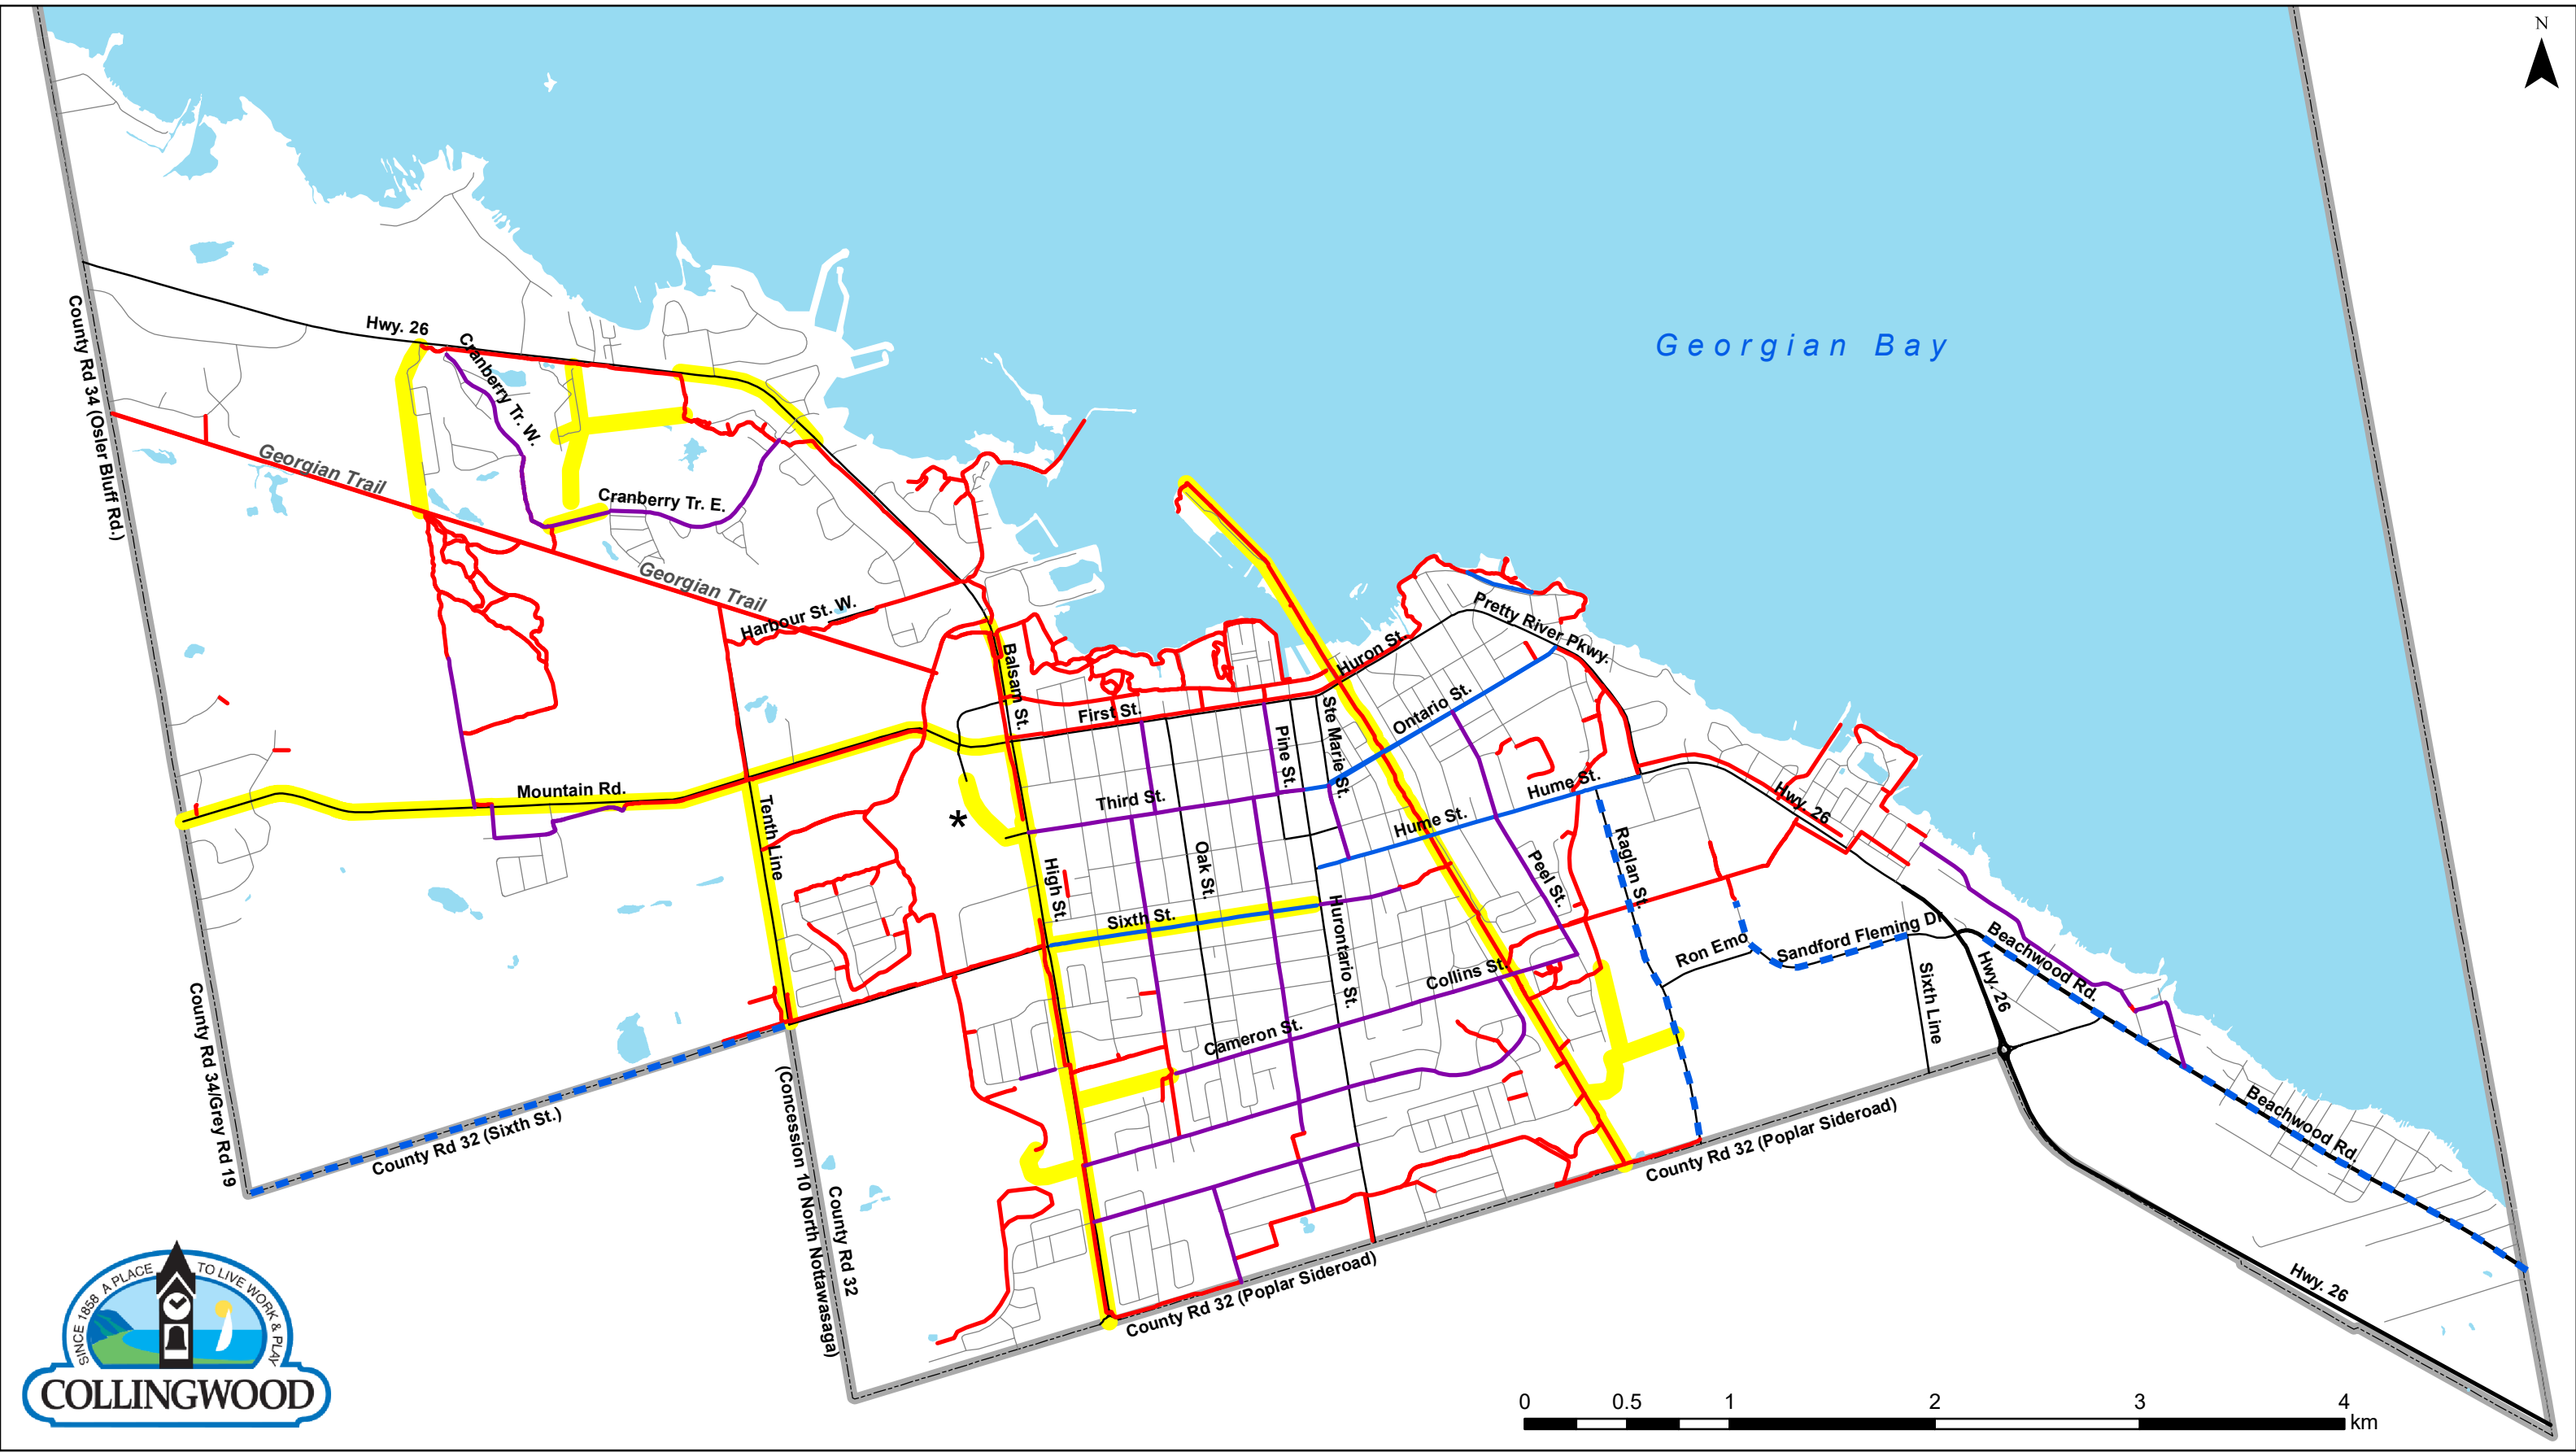 N
Georgian Bay
Hwy. 26
Cranberry Tr. W.
County Rd 34 (Osler Bluff Rd.)
Georgian Trail
Cranberry Tr. E.
Georgian Trail
Harbour St. W.
Pretty River Pkwy.
Huron St.
Balsam St.
First St.
Ontario St.
Pine St.
Ste Marie St.
Mountain Rd.
Third St.
Hume St.
Hume St.
Hwy. 26
*
Tenth Line
High St.
Oak St.
Peel St.
Raglan St.
Sixth St.
Hurontario St.
Ron Emo
Sandford Fleming Dr
Beachwood Rd.
Collins St.
Sixth Line
Hwy. 26
Cameron St.
County Rd 34/Grey Rd 19
County Rd 32 (Sixth St.)
(Concession 10 North Nottawasaga)
County Rd 32
County Rd 32 (Poplar Sideroad)
Beachwood Rd.
County Rd 32 (Poplar Sideroad)
Hwy. 26
SINCE 1858 A PLACE TO LIVE WORK & PLAY
COLLINGWOOD
0 0.5 1 2 3 4
km